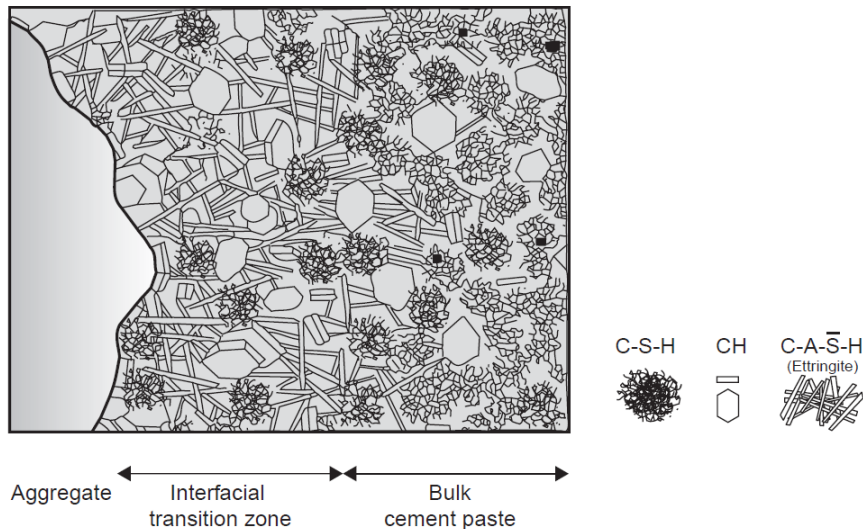 C-S-H
CH
C-A-S̅-H
(Ettringite)
Aggregate
Interfacial
transition zone
Bulk
cement paste